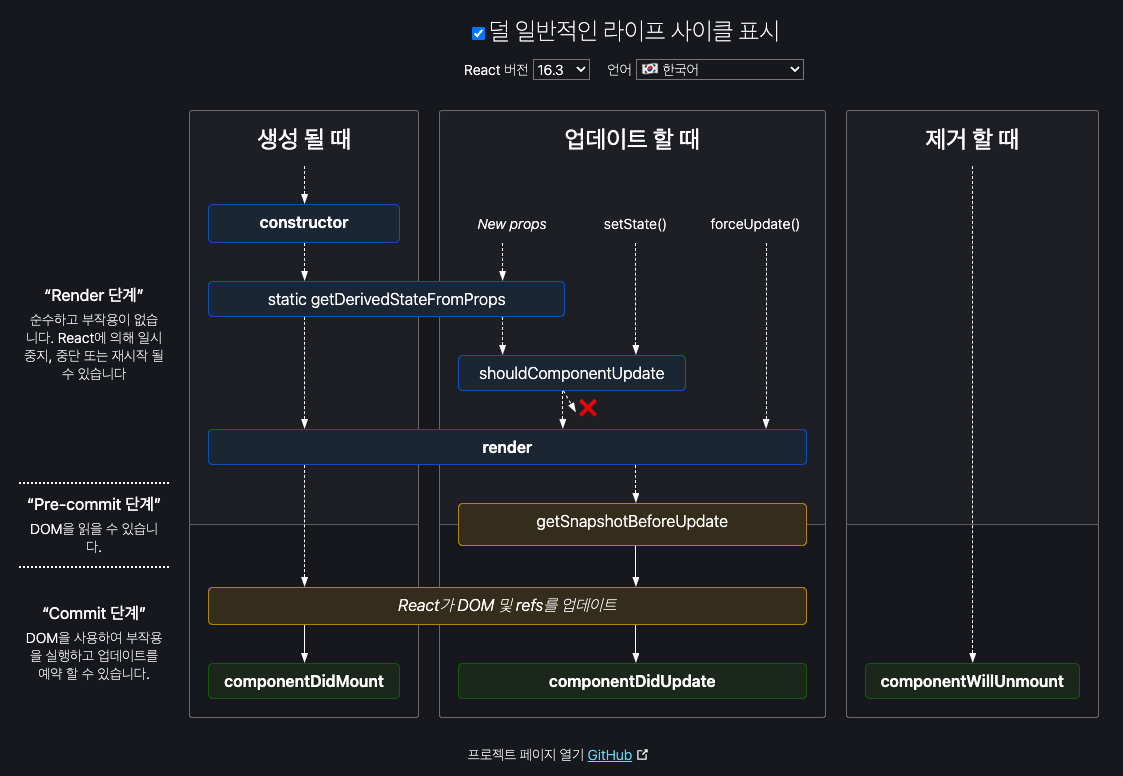 덜 일반적인 라이프 사이클 표시
React 버전 16.3 언어 한국어
생성 될 때
업데이트 할 때
제거 할 때
constructor
New props
setState()
forceUpdate()
“Render 단계”
순수하고 부작용이 없습
니다. React에 의해 일시
중지, 중단 또는 재시작 될
수 있습니다
static getDerivedStateFromProps
shouldComponentUpdate
render
“Pre-commit 단계”
DOM을 읽을 수 있습니
다.
getSnapshotBeforeUpdate
“Commit 단계”
DOM을 사용하여 부작용
을 실행하고 업데이트를
예약 할 수 있습니다.
React가 DOM 및 refs를 업데이트
componentDidMount
componentDidUpdate
componentWillUnmount
프로젝트 페이지 열기 GitHub